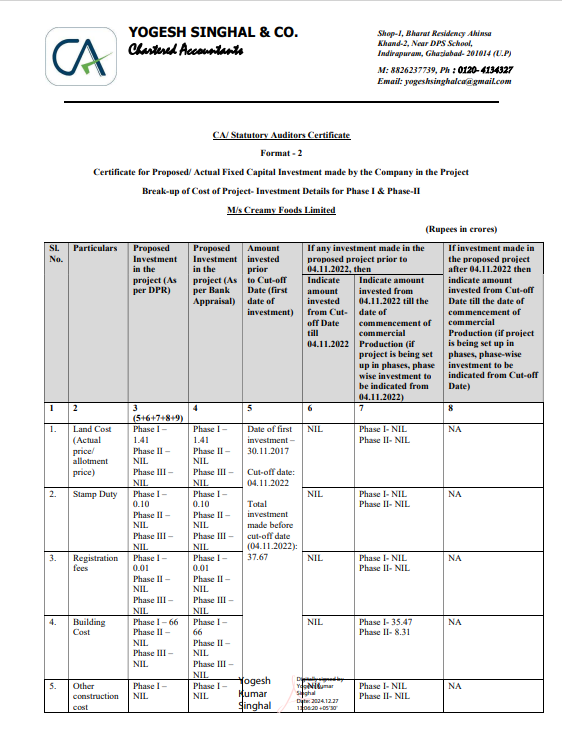 CA
YOGESH SINGHAL & CO.
Chartered Accountants
Shop-1, Bharat Residency Ahinsa
Khand-2, Near DPS School,
Indirapuram, Ghaziabad- 201014 (U.P)
M: 8826237739, Ph : 0120- 4134327
Email: yogeshsinghalca@gmail.com
CA/ Statutory Auditors Certificate
Format - 2
Certificate for Proposed/ Actual Fixed Capital Investment made by the Company in the Project
Break-up of Cost of Project- Investment Details for Phase I & Phase-II
M/s Creamy Foods Limited
(Rupees in crores)
Sl.
No.
Particulars
Proposed
Investment
in the
project (As
per DPR)
Proposed
Investment
in the
project (As
per Bank
Appraisal)
Amount
invested
prior
to Cut-off
Date (first
date of
investment)
If any investment made in the
proposed project prior to
04.11.2022, then
Indicate
amount
invested
from Cut-
off Date
till
04.11.2022
Indicate amount
invested from
04.11.2022 till the
date of
commencement of
commercial
Production (if
project is being set
up in phases, phase
wise investment to
be indicated from
04.11.2022)
If investment made in
the proposed project
after 04.11.2022 then
indicate amount
invested from Cut-off
Date till the date of
commencement of
commercial
Production (if project
is being set up in
phases, phase-wise
investment to be
indicated from Cut-off
Date)
1
2
3
(5+6+7+8+9)
4
5
6
7
8
1.
Land Cost
(Actual
price/
allotment
price)
Phase I –
1.41
Phase II –
NIL
Phase III –
NIL
Phase I –
1.41
Phase II –
NIL
Phase III –
NIL
Date of first
investment –
30.11.2017
Cut-off date:
04.11.2022
Total
investment
made before
cut-off date
(04.11.2022):
37.67
NIL
Phase I- NIL
Phase II- NIL
NA
2.
Stamp Duty
Phase I –
0.10
Phase II –
NIL
Phase III –
NIL
Phase I –
0.10
Phase II –
NIL
Phase III –
NIL
NIL
Phase I- NIL
Phase II- NIL
NA
3.
Registration
fees
Phase I –
0.01
Phase II –
NIL
Phase III –
NIL
Phase I –
0.01
Phase II –
NIL
Phase III –
NIL
NIL
Phase I- NIL
Phase II- NIL
NA
4.
Building
Cost
Phase I – 66
Phase II –
NIL
Phase III –
NIL
Phase I –
66
Phase II –
NIL
Phase III –
NIL
NIL
Phase I- 35.47
Phase II- 8.31
NA
5.
Other
construction
cost
Phase I –
NIL
Phase I –
NIL
NIL
Phase I- NIL
Phase II- NIL
NA
Yogesh
Kumar
Singhal
Digitally signed by
Yogesh Kumar
Singhal
Date: 2024.12.27
13:06:20 +05'30'